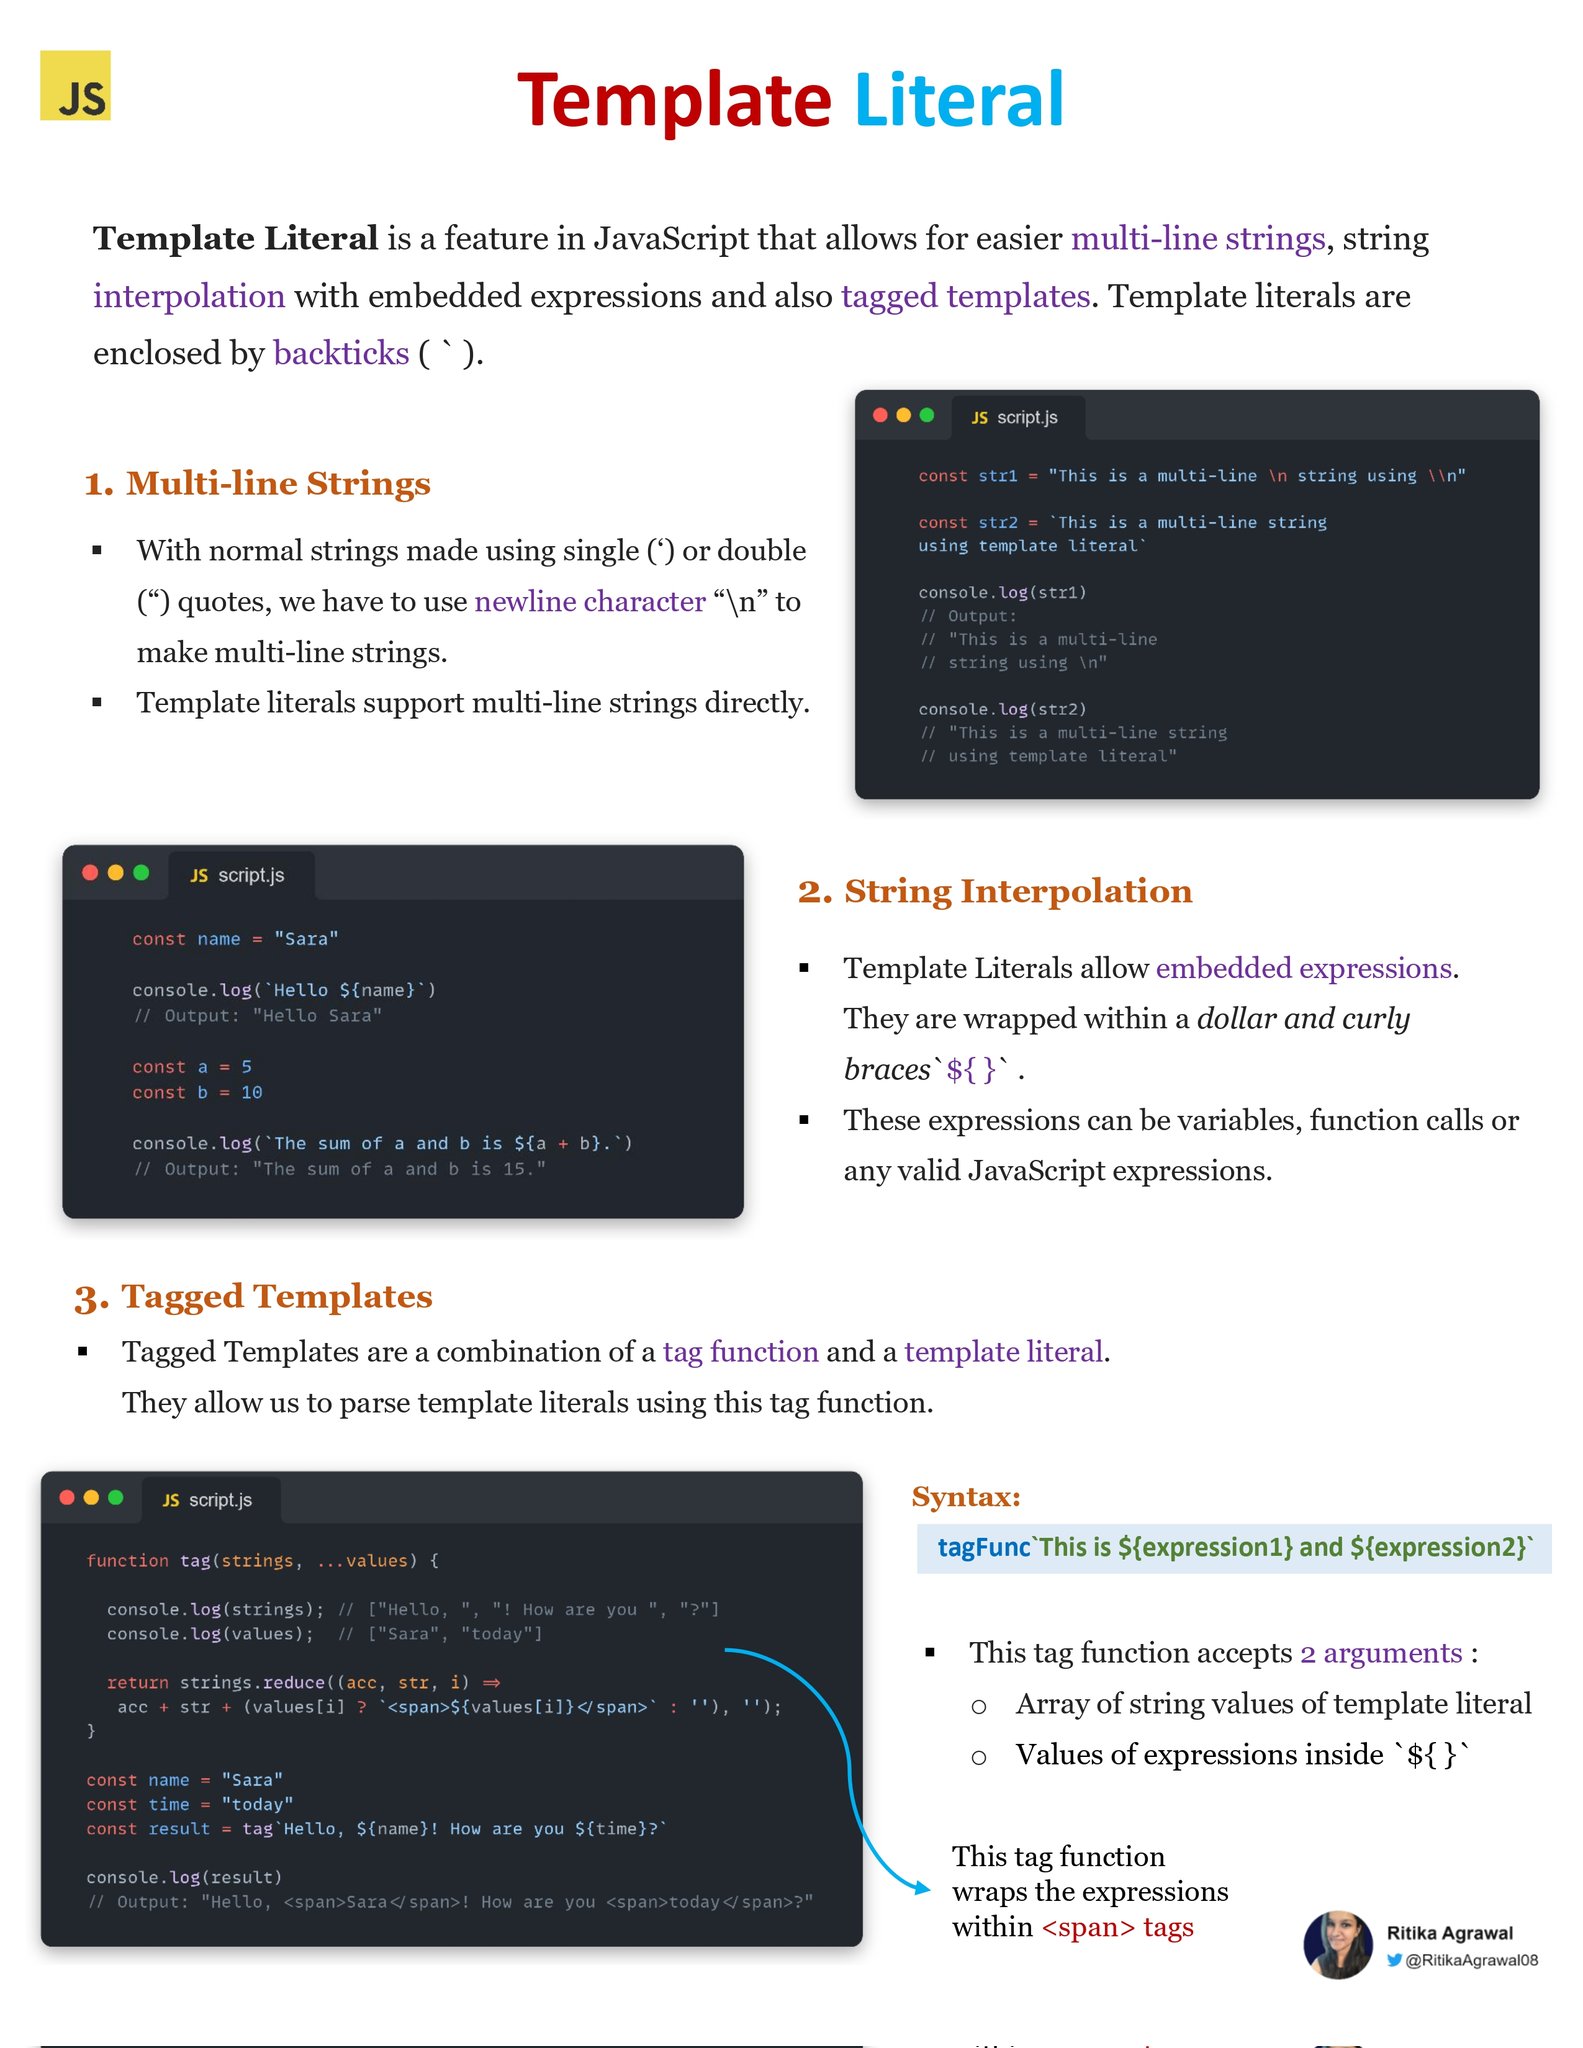 JS
Template Literal
Template Literal is a feature in JavaScript that allows for easier multi-line strings, string
interpolation with embedded expressions and also tagged templates. Template literals are
enclosed by backticks ( ` ).
1. Multi-line Strings
▪ With normal strings made using single (‘) or double
(“) quotes, we have to use newline character “\n” to
make multi-line strings.
▪ Template literals support multi-line strings directly.
JS script.js
const str1 = "This is a multi-line \n string using \\n"
const str2 = `This is a multi-line string
using template literal`
console.log(str1)
// Output:
// "This is a multi-line
// string using \n"
console.log(str2)
// "This is a multi-line string
// using template literal"
JS script.js
const name = "Sara"
console.log(`Hello ${name}`)
// Output: "Hello Sara"
const a = 5
const b = 10
console.log(`The sum of a and b is ${a + b}.`)
// Output: "The sum of a and b is 15."
2. String Interpolation
▪ Template Literals allow embedded expressions.
They are wrapped within a dollar and curly
braces`${ }` .
▪ These expressions can be variables, function calls or
any valid JavaScript expressions.
3. Tagged Templates
▪ Tagged Templates are a combination of a tag function and a template literal.
They allow us to parse template literals using this tag function.
JS script.js
function tag(strings, ...values) {
console.log(strings); // ["Hello, ", "! How are you ", "?"]
console.log(values); // ["Sara", "today"]
return strings.reduce((acc, str, i) =>
acc + str + (values[i] ? `<span>${values[i]}</span>` : ''), '');
}
const name = "Sara"
const time = "today"
const result = tag`Hello, ${name}! How are you ${time}?`
console.log(result)
// Output: "Hello, <span>Sara</span>! How are you <span>today</span>?"
Syntax:
tagFunc`This is ${expression1} and ${expression2}`
▪ This tag function accepts 2 arguments :
o Array of string values of template literal
o Values of expressions inside `${ }`
This tag function
wraps the expressions
within <span> tags
Ritika Agrawal
@RitikaAgrawal08